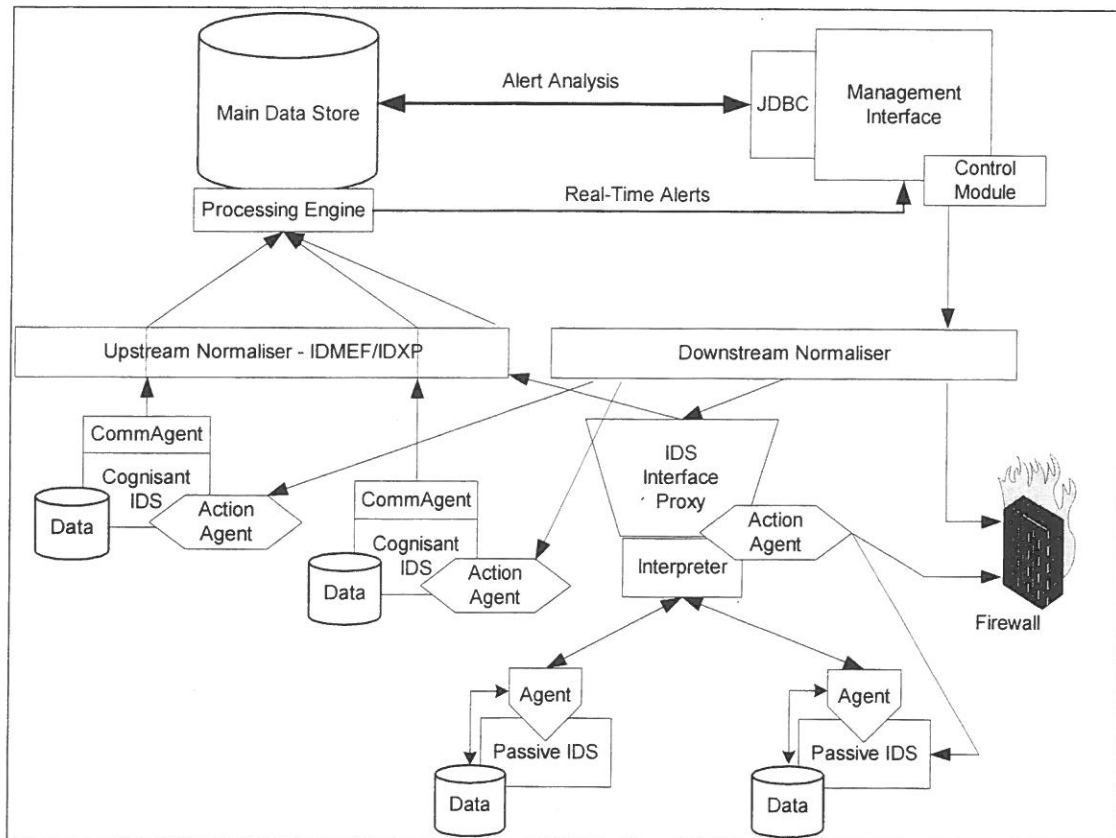 Main Data Store
Alert Analysis
JDBC
Management
Interface
Control
Module
Processing Engine
Real-Time Alerts
Upstream Normaliser - IDMEF/IDXP
Downstream Normaliser
CommAgent
Cognisant
IDS
Data
Action
Agent
CommAgent
Cognisant
IDS
Data
Action
Agent
IDS
Interface
Proxy
Action
Agent
Interpreter
Firewall
Agent
Passive IDS
Data
Agent
Passive IDS
Data